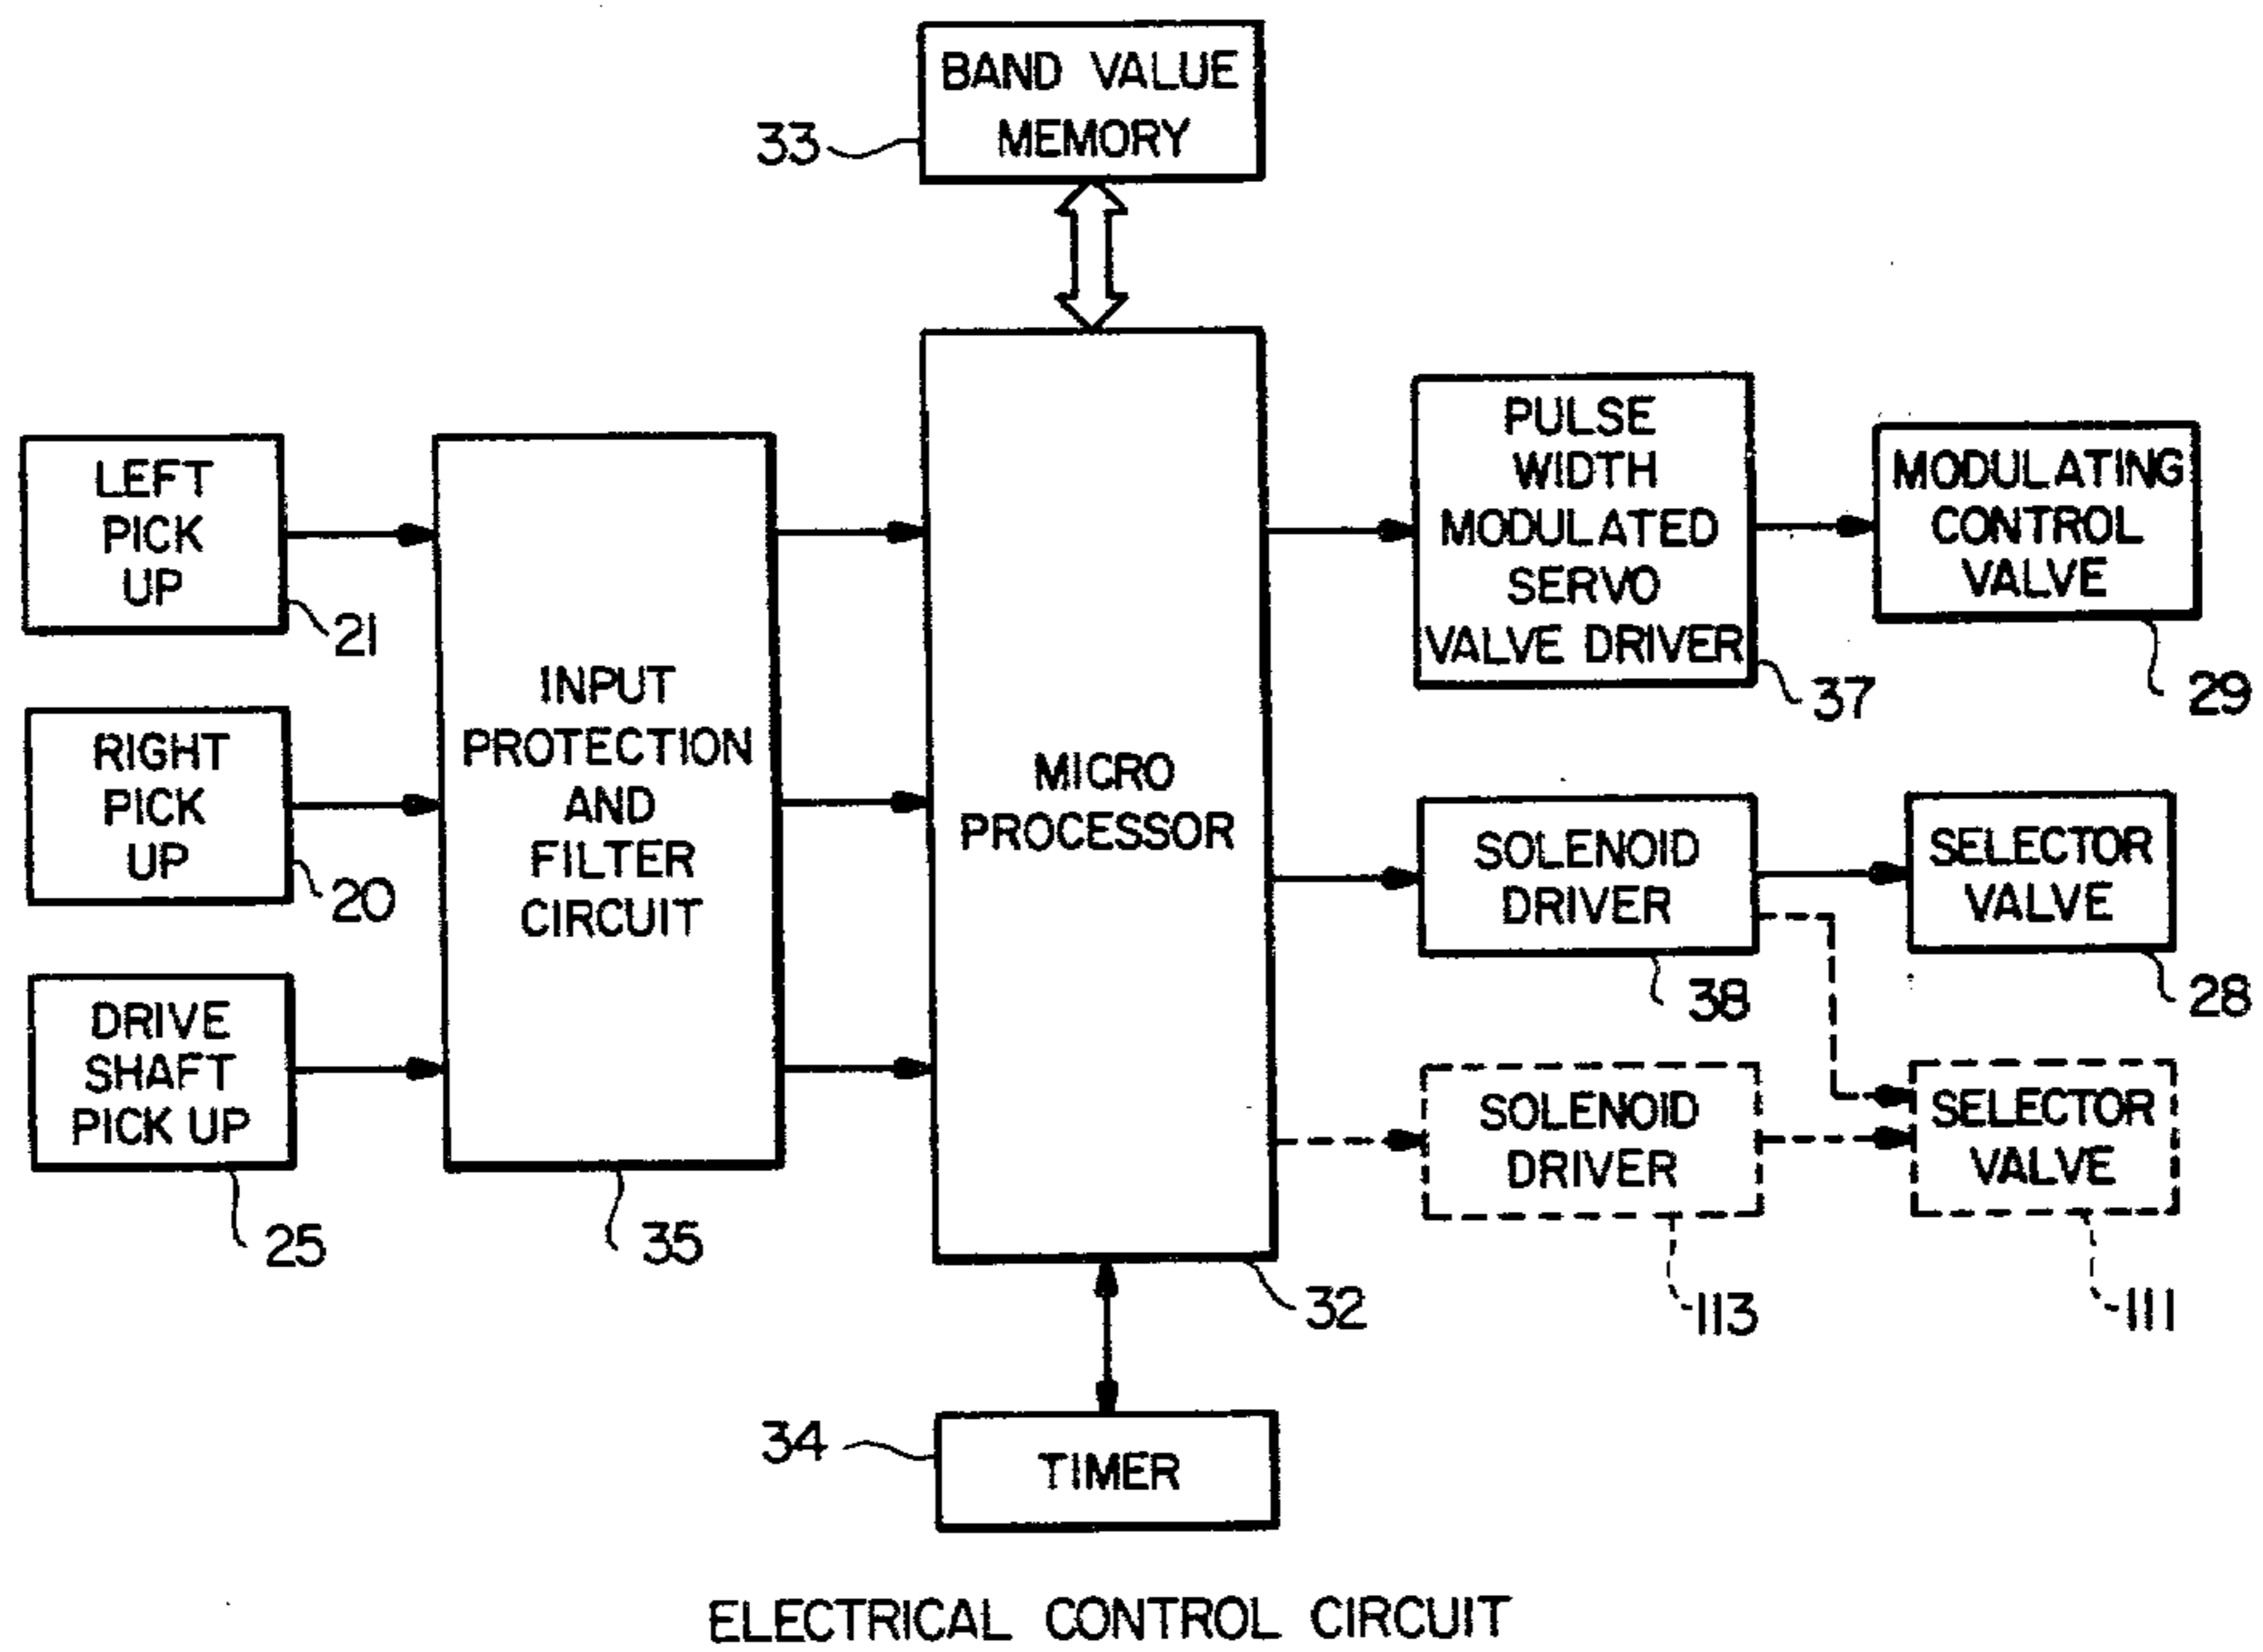 BAND VALUE
MEMORY
33
LEFT
PICK
UP
21
RIGHT
PICK
UP
20
DRIVE
SHAFT
PICK UP
25
INPUT
PROTECTION
AND
FILTER
CIRCUIT
35
MICRO
PROCESSOR
32
PULSE
WIDTH
MODULATED
SERVO
VALVE DRIVER
37
MODULATING
CONTROL
VALVE
29
SOLENOID
DRIVER
38
SELECTOR
VALVE
28
SOLENOID
DRIVER
113
SELECTOR
VALVE
111
34
TIMER
ELECTRICAL CONTROL CIRCUIT